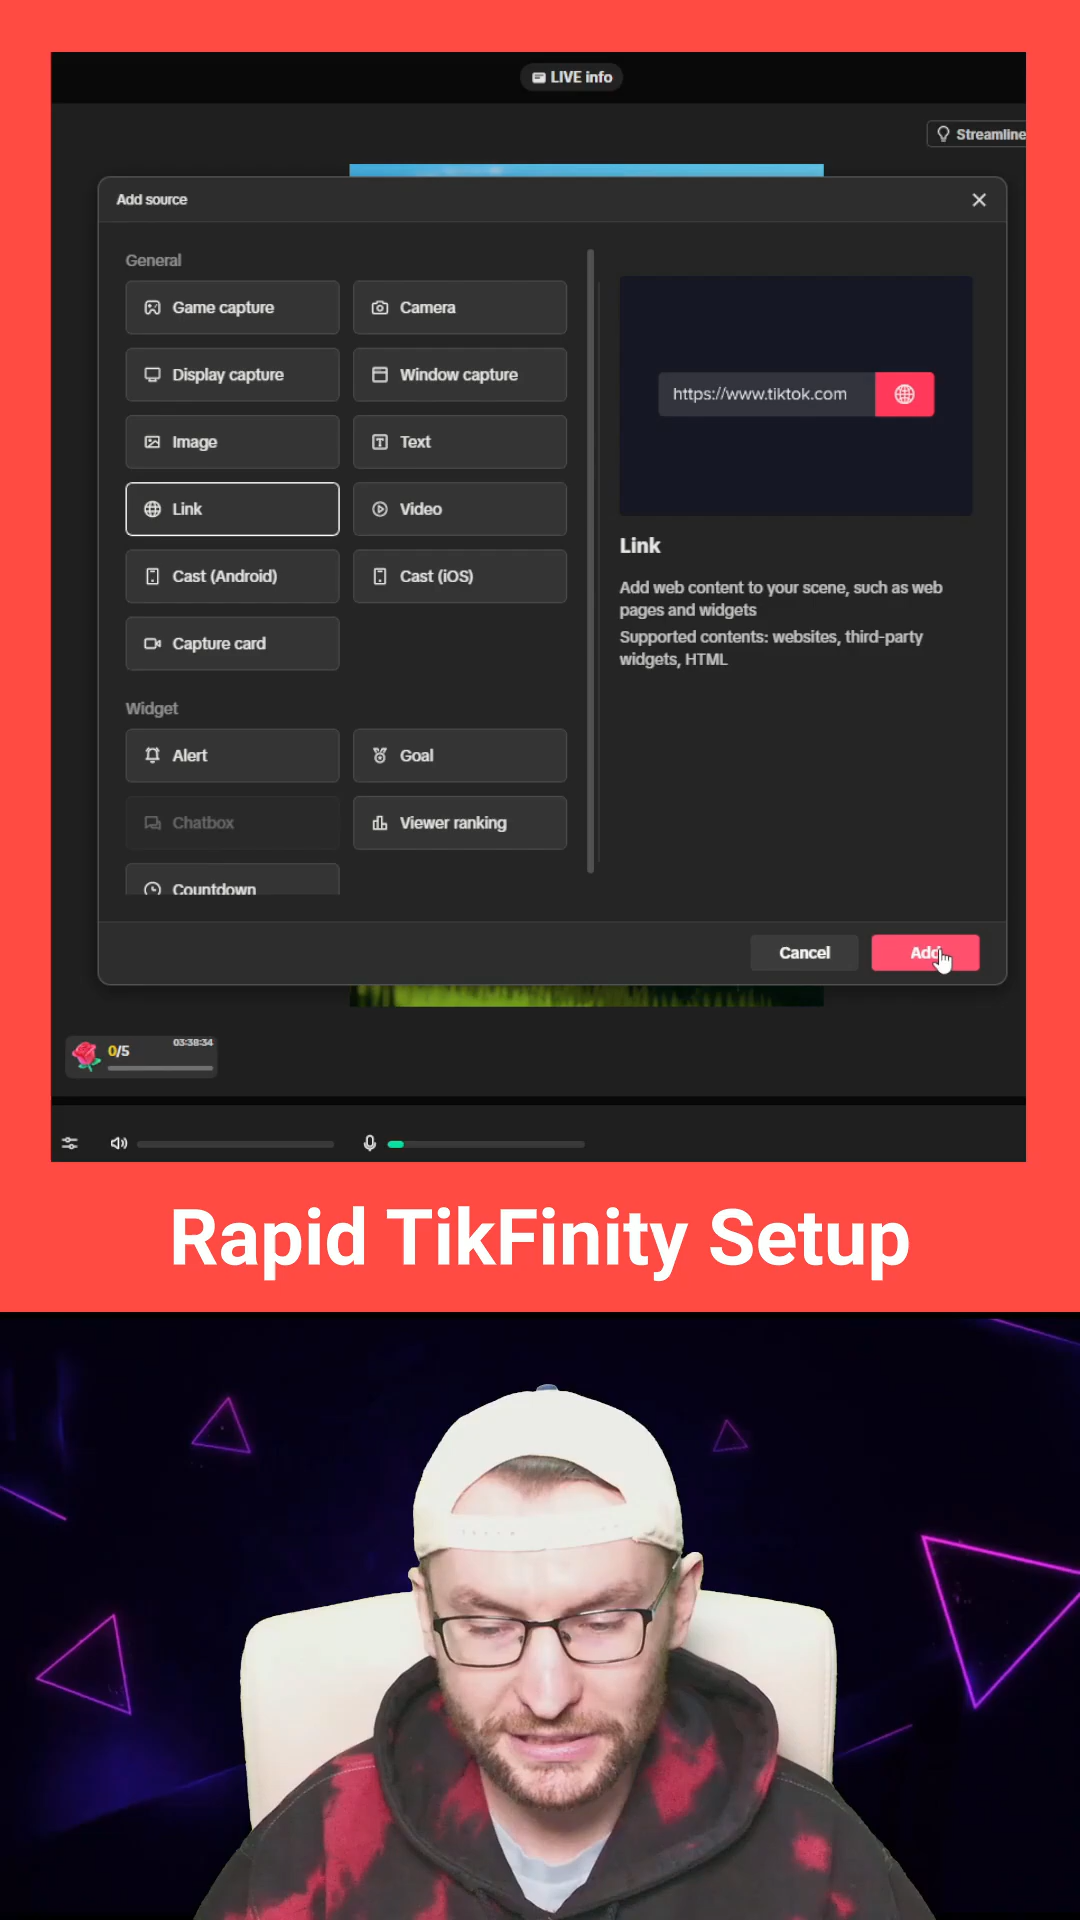 LIVE info
Streamline
Add source
General
Game capture
Camera
Display capture
Window capture
Image
Text
Link
Video
Cast (Android)
Cast (iOS)
Capture card
Widget
Alert
Goal
Chatbox
Viewer ranking
Countdown
https://www.tiktok.com
Link
Add web content to your scene, such as web
pages and widgets
Supported contents: websites, third-party
widgets, HTML
Cancel
Add
0/5
03:38:34
Rapid TikFinity Setup